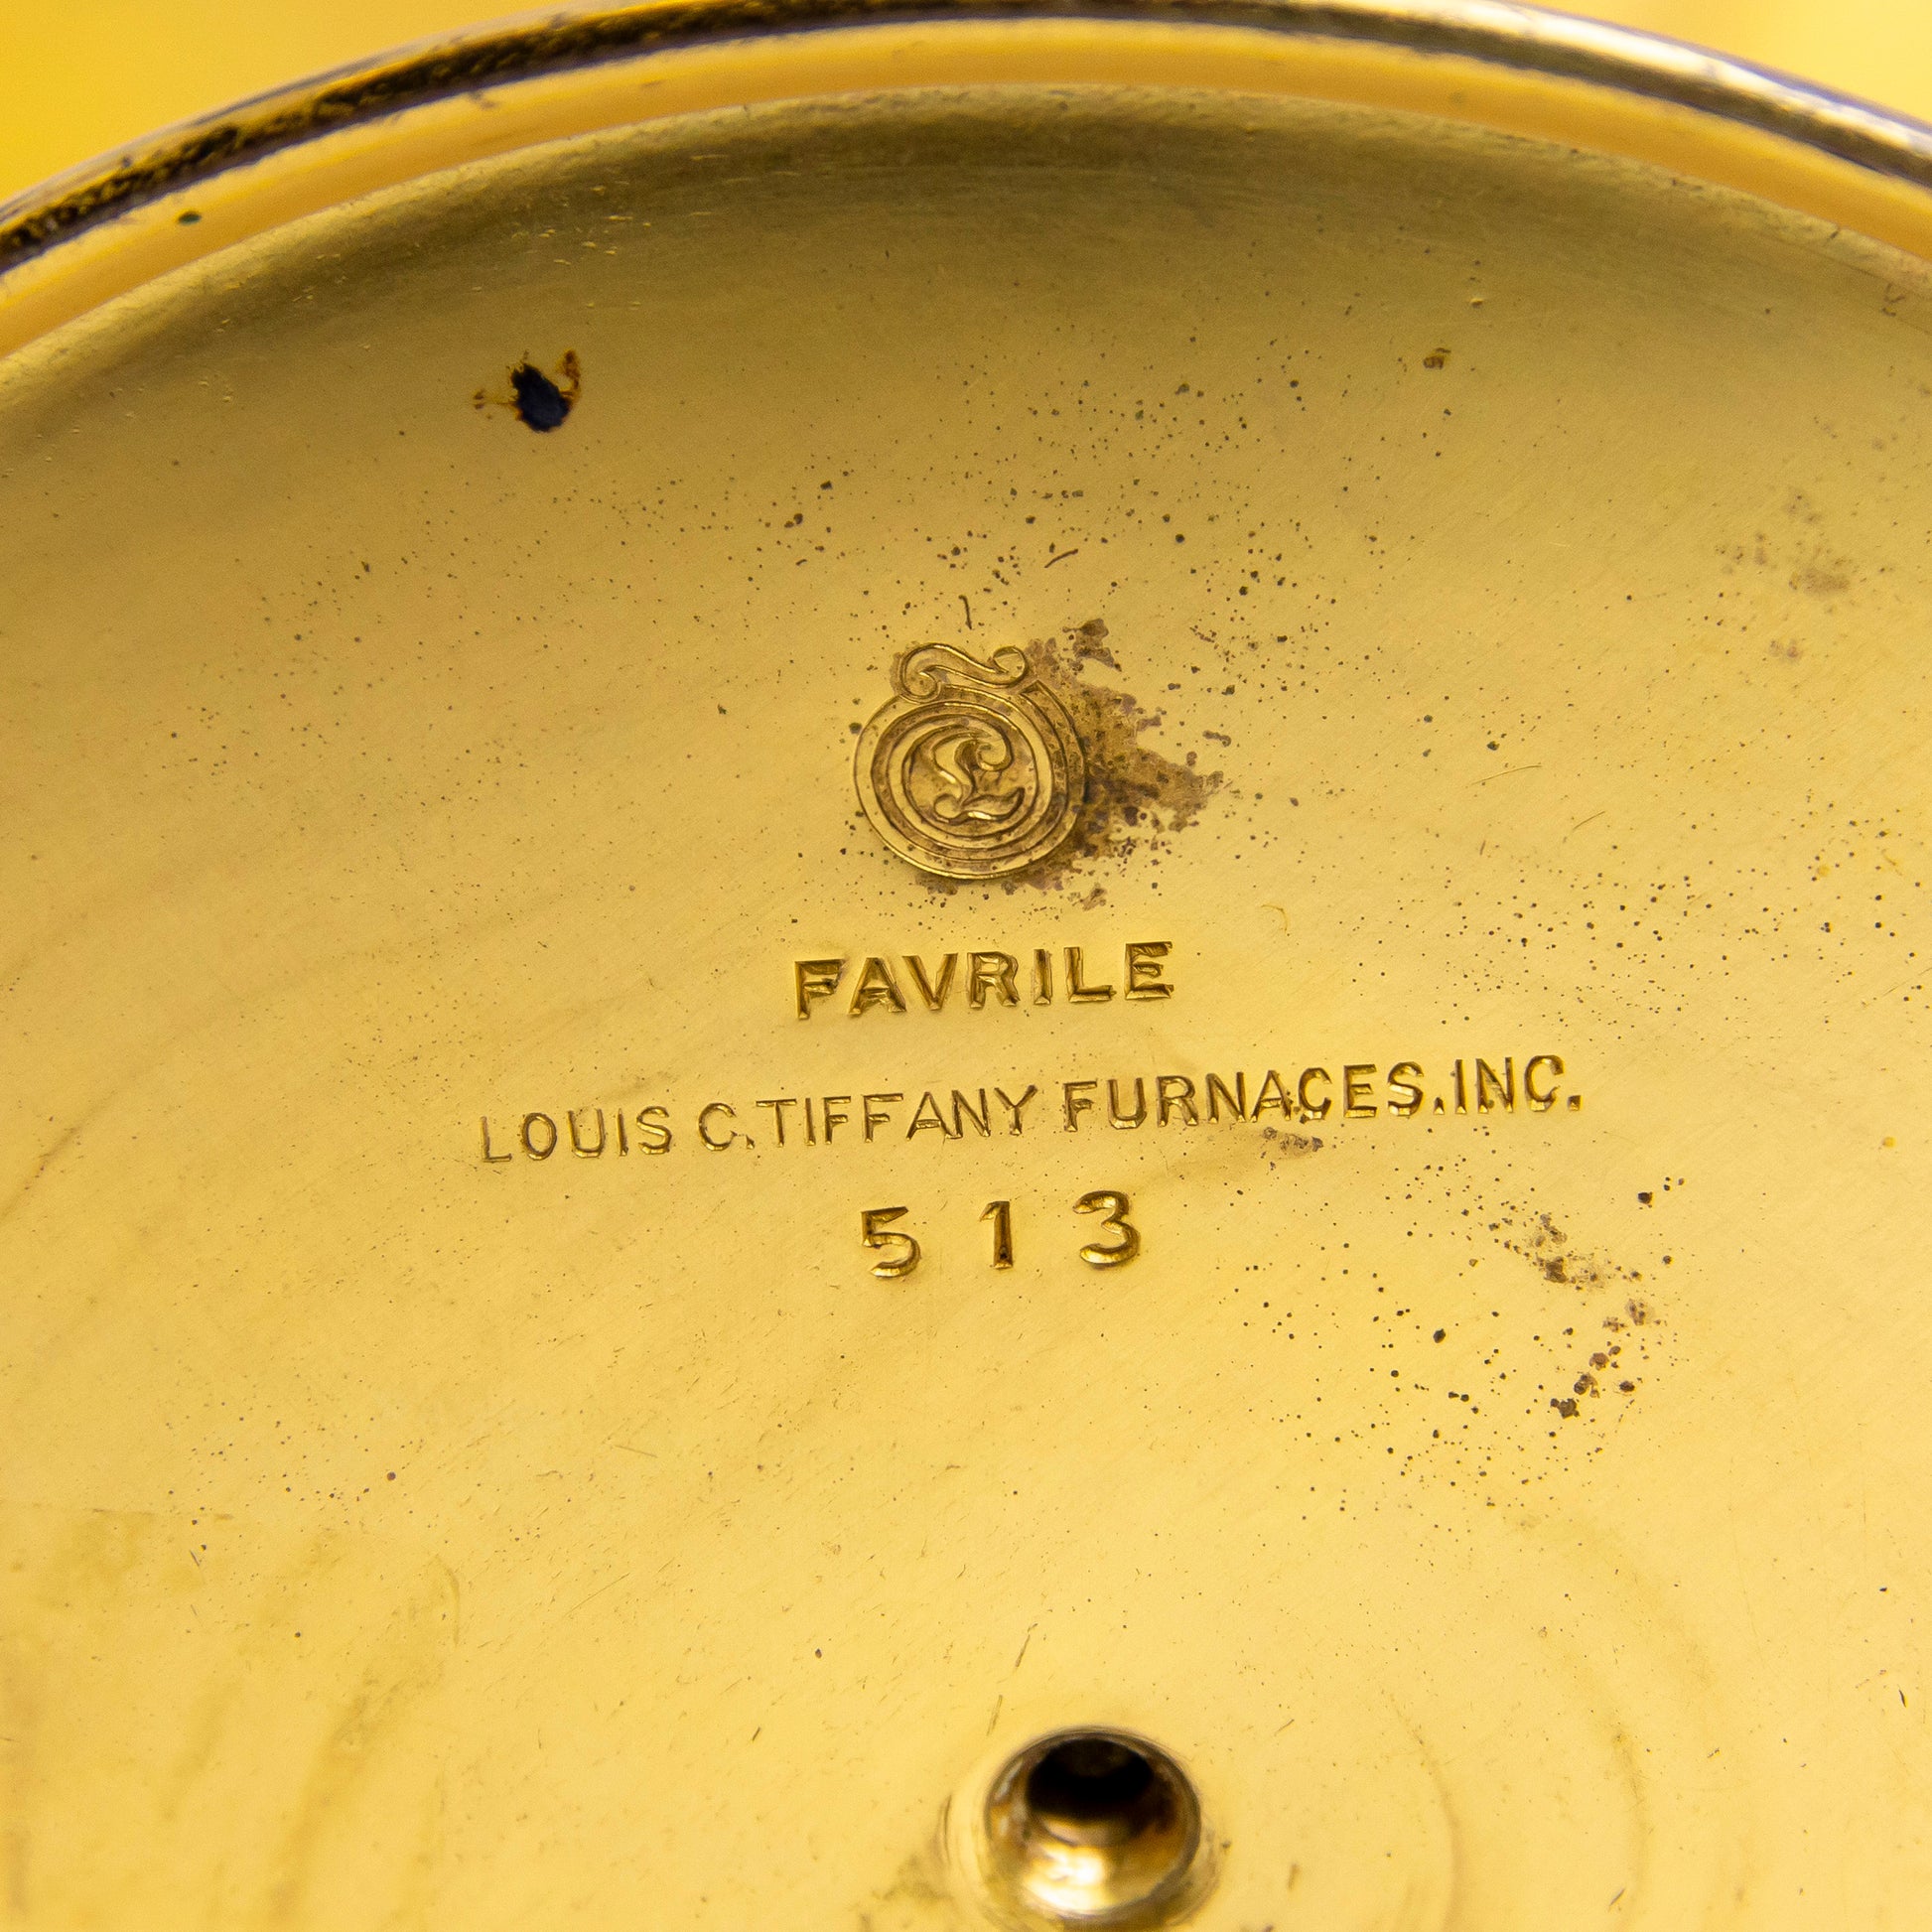 L
FAVRILE
LOUIS C. TIFFANY FURNACES. INC.
513